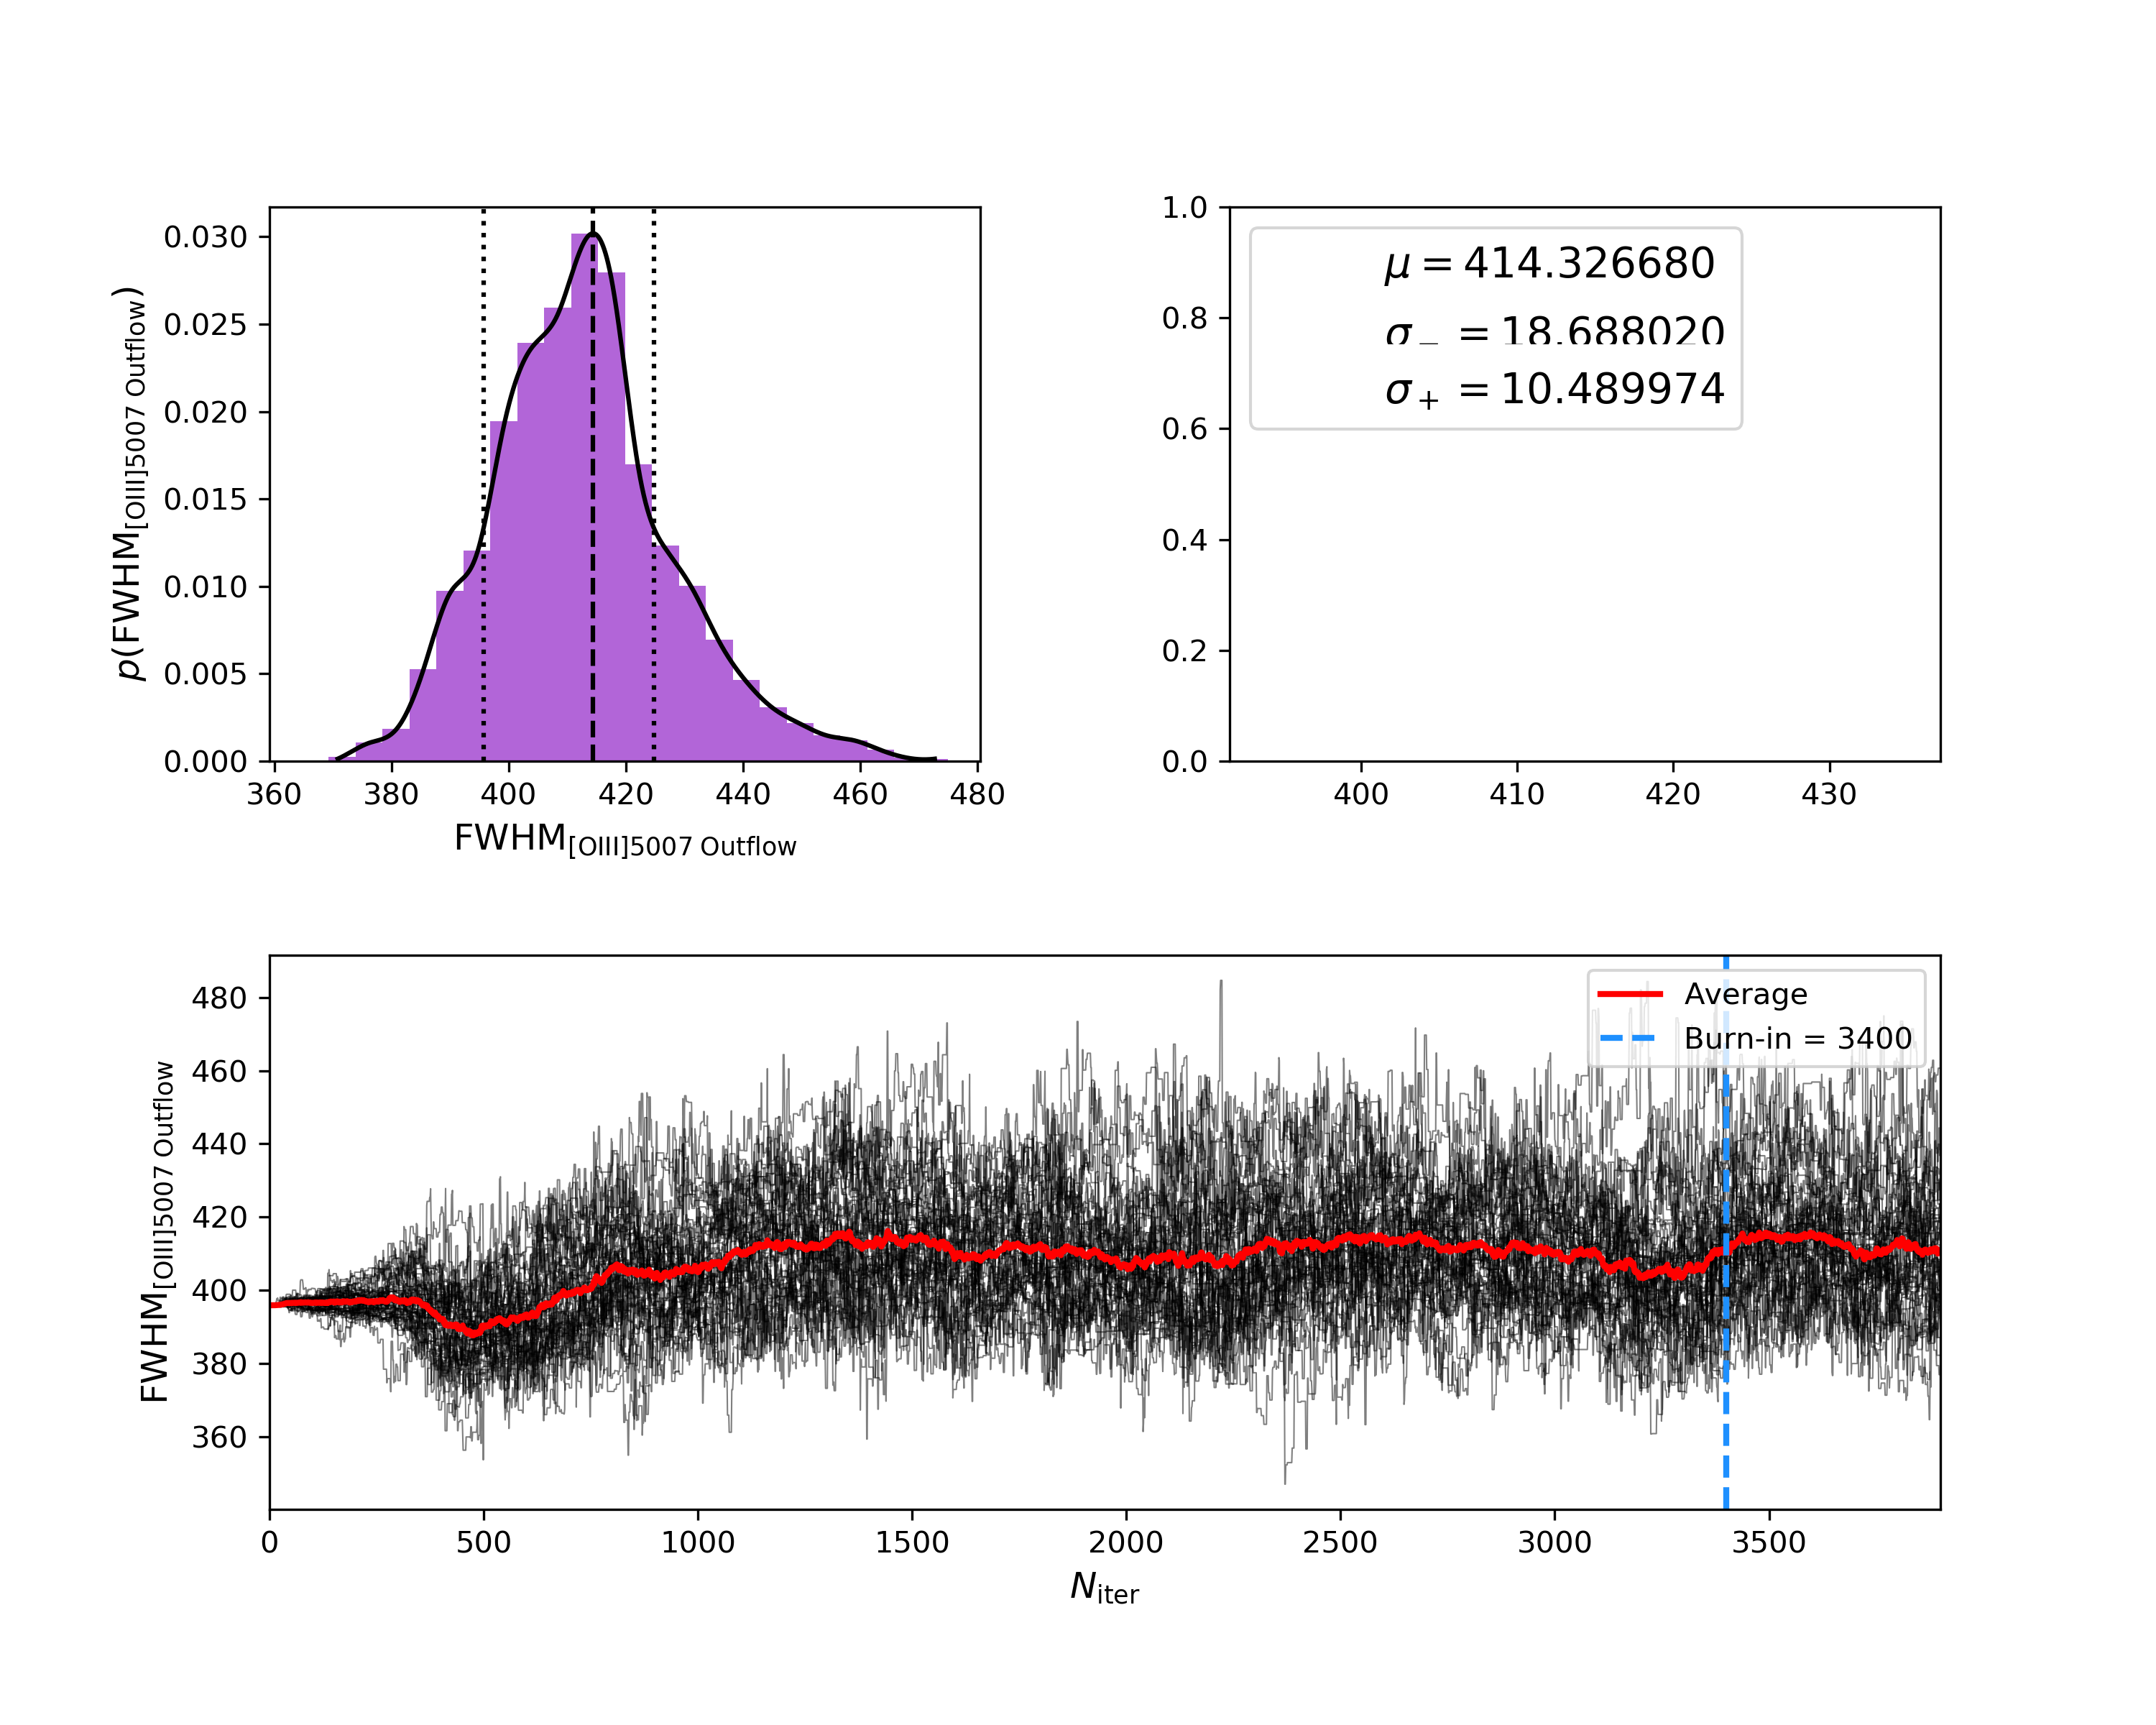 0.030
0.025
0.020
0.015
0.010
0.005
0.000
p(FWHM[OIII]5007 Outflow)
360 380 400 420 440 460 480
FWHM[OIII]5007 Outflow
1.0
0.8
0.6
0.4
0.2
0.0
μ = 414.326680
σ− = 18.688020
σ+ = 10.489974
400 410 420 430
480
460
440
420
400
380
360
FWHM[OIII]5007 Outflow
Average
Burn-in = 3400
0 500 1000 1500 2000 2500 3000 3500
Niter